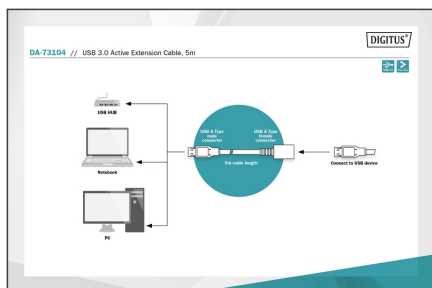 DIGITUS®
DA-73104 // USB 3.0 Active Extension Cable, 5m
USB HUB
USB A Type
male
connector
USB A Type
female
connector
5m cable length
Notebook
Connect to USB device
PC